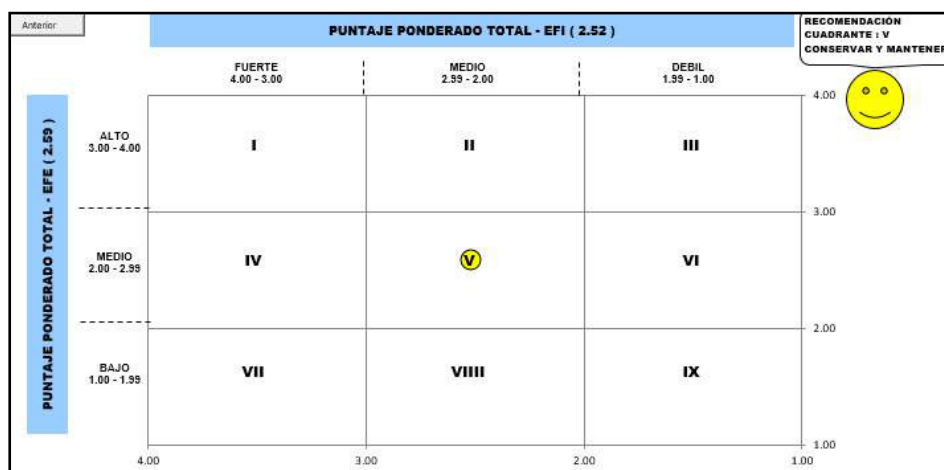 Anterior
PUNTAJE PONDERADO TOTAL - EFI ( 2.52 )
RECOMENDACIÓN
CUADRANTE : V
CONSERVAR Y MANTENER
FUERTE
4.00 - 3.00
MEDIO
2.99 - 2.00
DEBIL
1.99 - 1.00
PUNTAJE PONDERADO TOTAL - EFE ( 2.59 )
ALTO
3.00 - 4.00
I
II
III
4.00
3.00
MEDIO
2.00 - 2.99
IV
V
VI
2.00
BAJO
1.00 - 1.99
VII
VIIII
IX
1.00
4.00
3.00
2.00
1.00